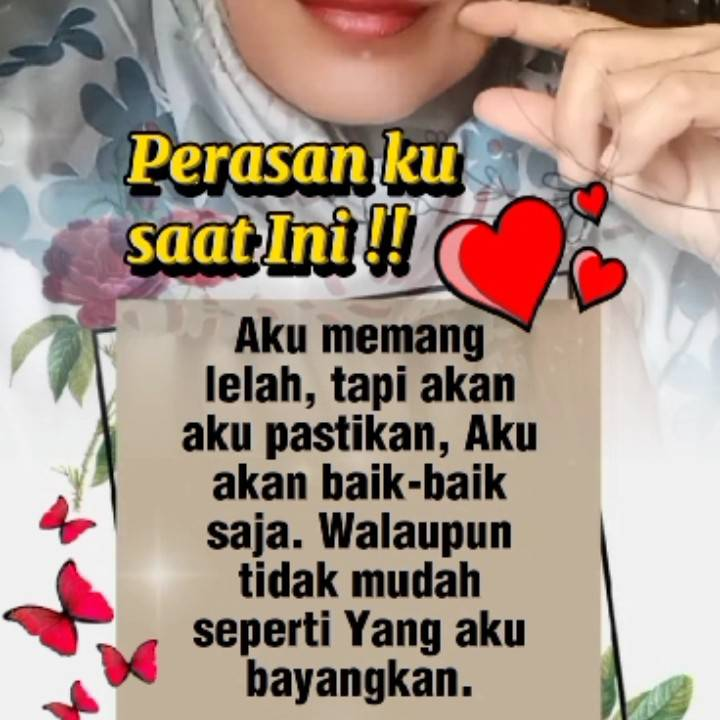 Perasan ku
saat Ini !!
Aku memang
lelah, tapi akan
aku pastikan, Aku
akan baik-baik
saja. Walaupun
tidak mudah
seperti Yang aku
bayangkan.